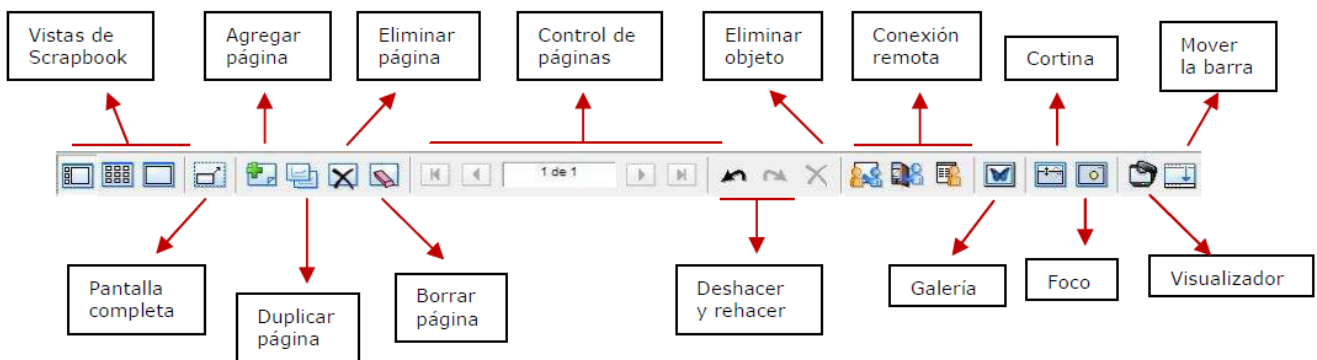 Vistas de
Scrapbook
Agregar
página
Eliminar
página
Control de
páginas
Eliminar
objeto
Conexión
remota
Cortina
Mover
la barra
1 de 1
Pantalla
completa
Duplicar
página
Borrar
página
Deshacer
y rehacer
Galería
Foco
Visualizador